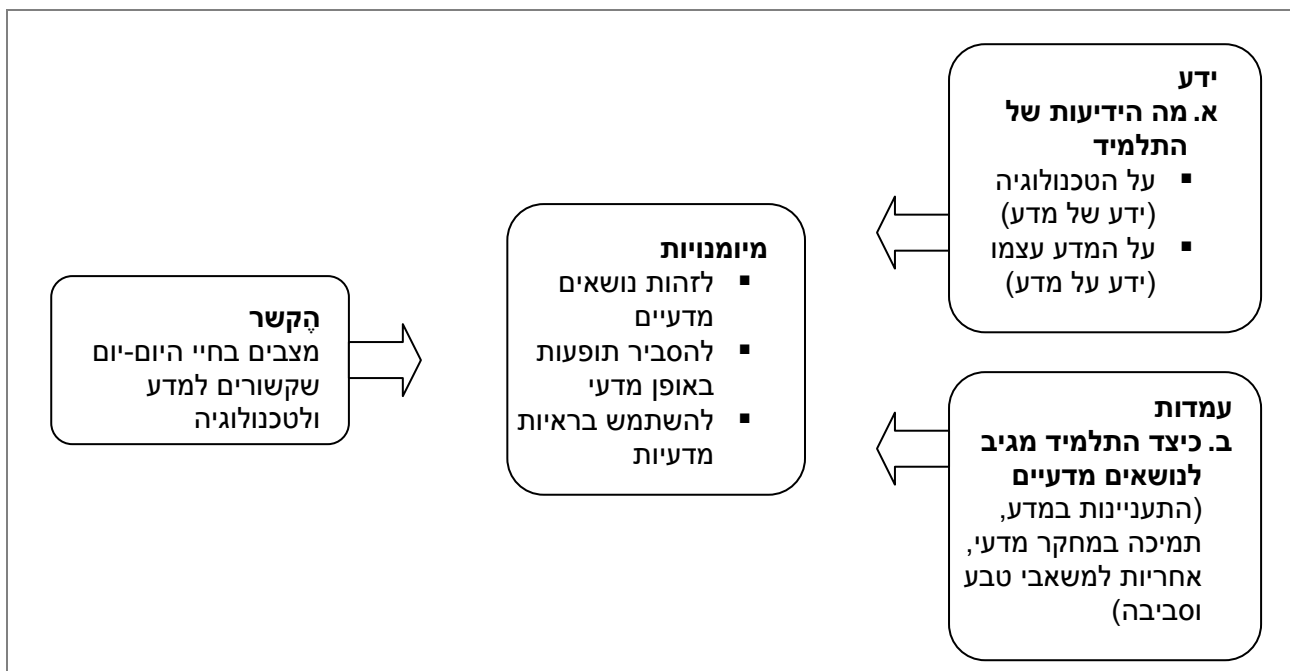 ידע
א. מה הידיעות של
התלמיד
▪ על הטכנולוגיה
(ידע של מדע)
▪ על המדע עצמו
(ידע על מדע)
עמדות
ב. כיצד התלמיד מגיב
לנושאים מדעיים
(התעניינות במדע,
תמיכה במחקר מדעי,
אחריות למשאבי טבע
וסביבה)
מיומנויות
▪ לזהות נושאים
מדעיים
▪ להסביר תופעות
באופן מדעי
▪ להשתמש בראיות
מדעיות
הֶקשר
מצבים בחיי היום-יום
שקשורים למדע
ולטכנולוגיה